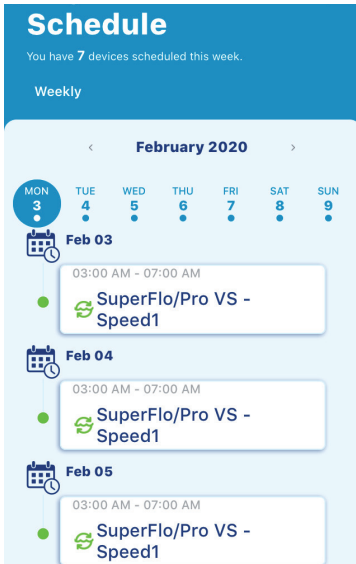 Schedule
You have 7 devices scheduled this week.
Weekly
‹ February 2020 ›
MON TUE WED THU FRI SAT SUN
3 4 5 6 7 8 9
Feb 03
03:00 AM - 07:00 AM
SuperFlo/Pro VS -
Speed1
Feb 04
03:00 AM - 07:00 AM
SuperFlo/Pro VS -
Speed1
Feb 05
03:00 AM - 07:00 AM
SuperFlo/Pro VS -
Speed1